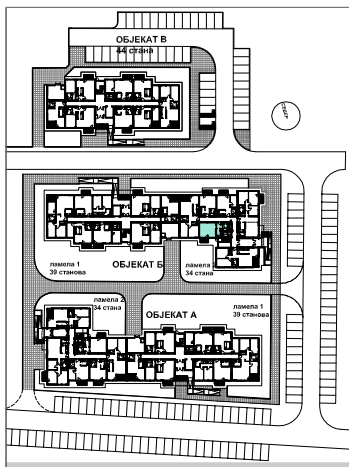 ОБЈЕКАТ В
44 стана
СЕВЕР
ламела 1
39 станова
ОБЈЕКАТ Б
ламела
34 стана
ламела 2
34 стана
ОБЈЕКАТ А
ламела 1
39 станова